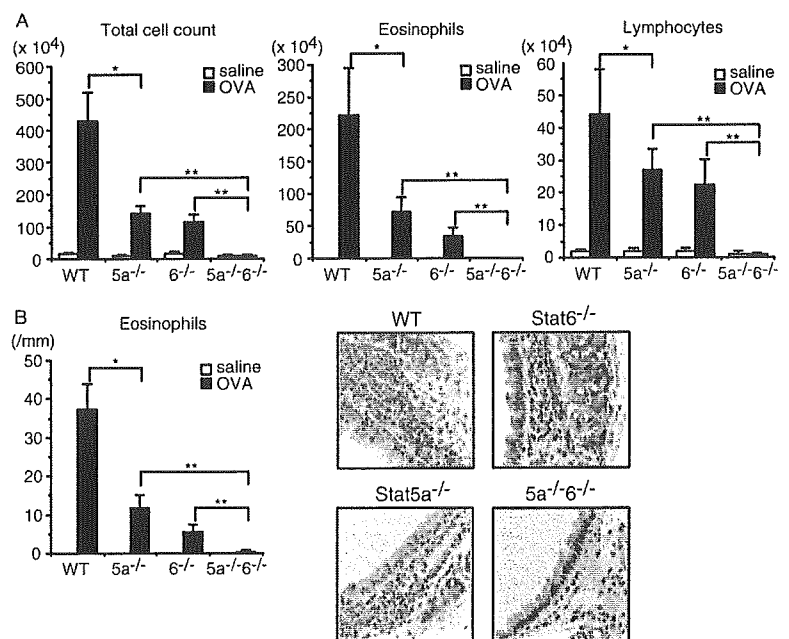 A
Total cell count
(x 10⁴)
saline
OVA
*
**
**
600
500
400
300
200
100
0
WT
5a⁻/⁻
6⁻/⁻
5a⁻/⁻6⁻/⁻
Eosinophils
(x 10⁴)
saline
OVA
*
**
**
300
250
200
150
100
50
0
WT
5a⁻/⁻
6⁻/⁻
5a⁻/⁻6⁻/⁻
Lymphocytes
(x 10⁴)
saline
OVA
*
**
**
60
50
40
30
20
10
0
WT
5a⁻/⁻
6⁻/⁻
5a⁻/⁻6⁻/⁻
B
Eosinophils
(/mm)
saline
OVA
*
**
**
50
40
30
20
10
0
WT
5a⁻/⁻
6⁻/⁻
5a⁻/⁻6⁻/⁻
WT
Stat6⁻/⁻
Stat5a⁻/⁻
5a⁻/⁻6⁻/⁻